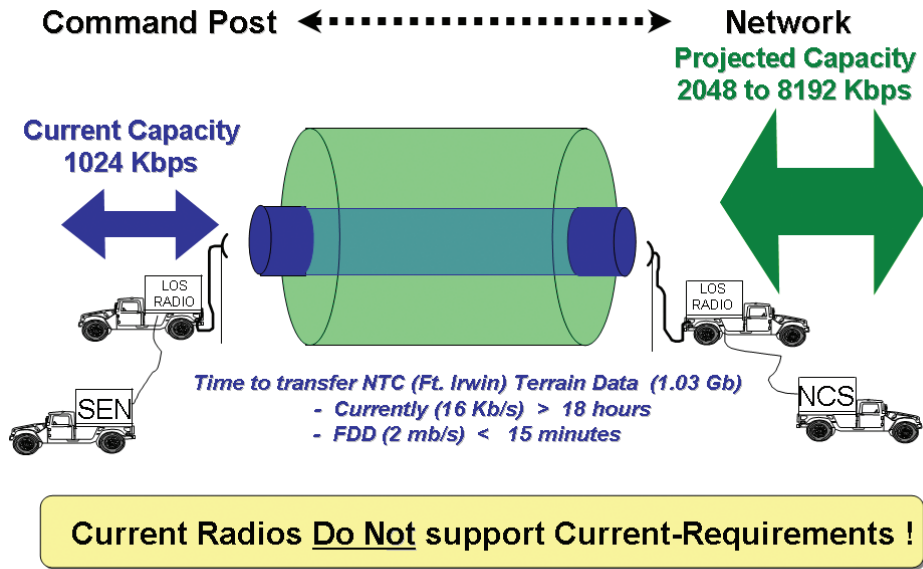 Command Post
Network
Projected Capacity
2048 to 8192 Kbps
Current Capacity
1024 Kbps
LOS
RADIO
LOS
RADIO
SEN
NCS
Time to transfer NTC (Ft. Irwin) Terrain Data (1.03 Gb)
- Currently (16 Kb/s) > 18 hours
- FDD (2 mb/s) < 15 minutes
Current Radios Do Not support Current-Requirements !